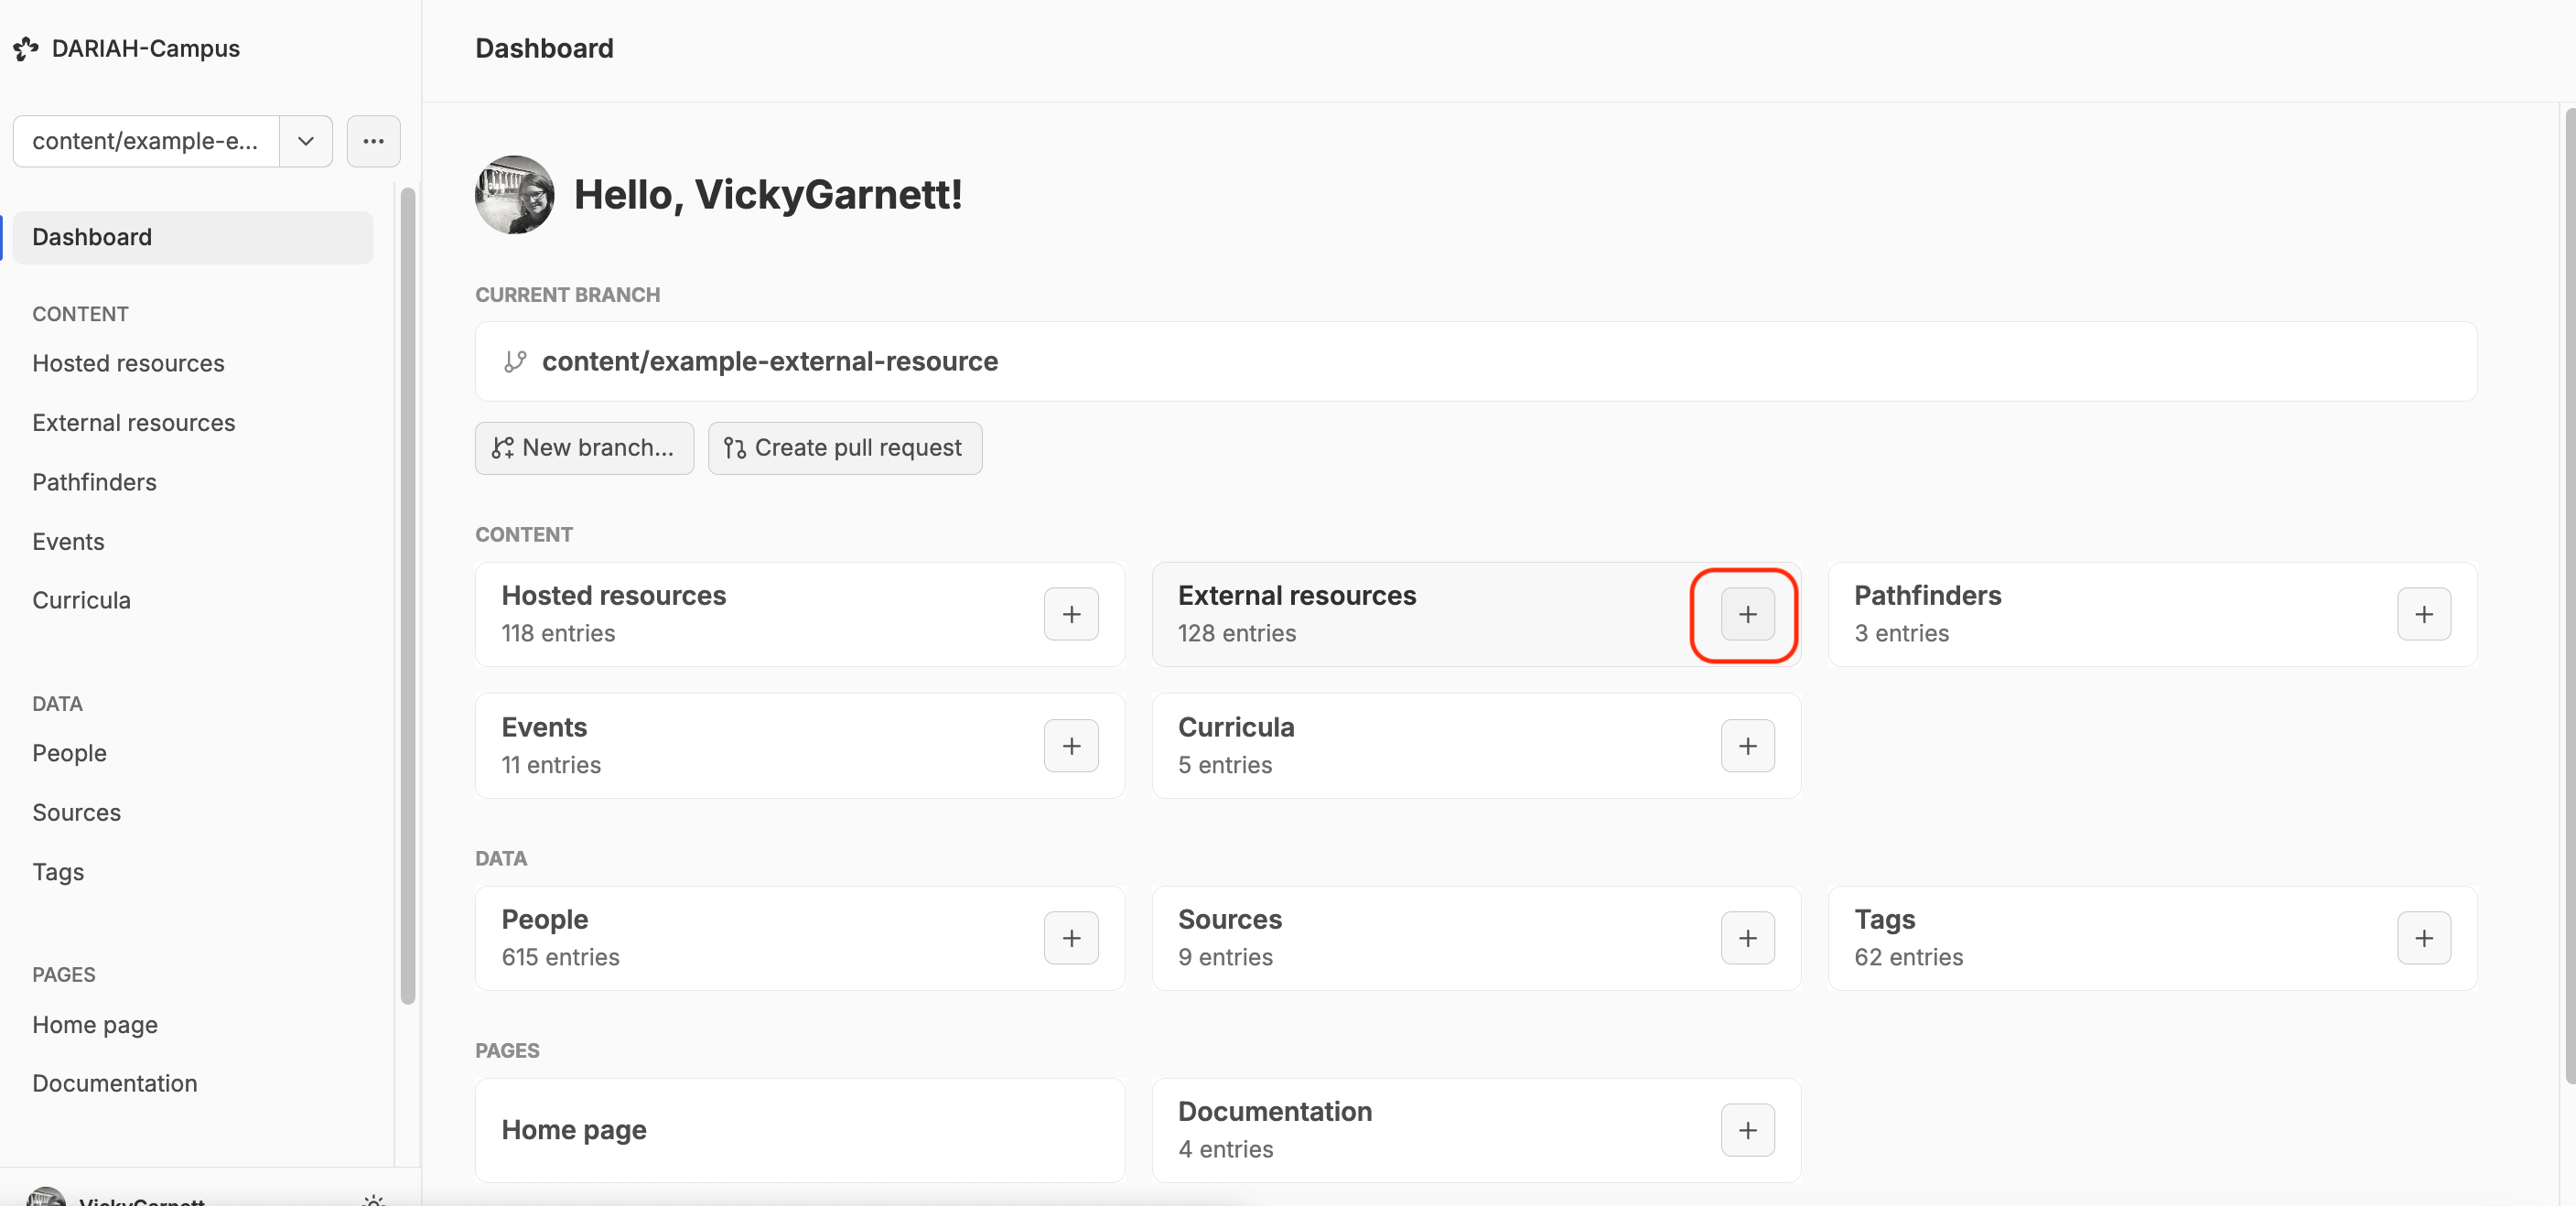 DARIAH-Campus
content/example-e...
Dashboard
CONTENT
Hosted resources
External resources
Pathfinders
Events
Curricula
DATA
People
Sources
Tags
PAGES
Home page
Documentation
VickyGarnett
Dashboard
Hello, VickyGarnett!
CURRENT BRANCH
content/example-external-resource
New branch...
Create pull request
CONTENT
Hosted resources
118 entries
External resources
128 entries
Pathfinders
3 entries
Events
11 entries
Curricula
5 entries
DATA
People
615 entries
Sources
9 entries
Tags
62 entries
PAGES
Home page
Documentation
4 entries